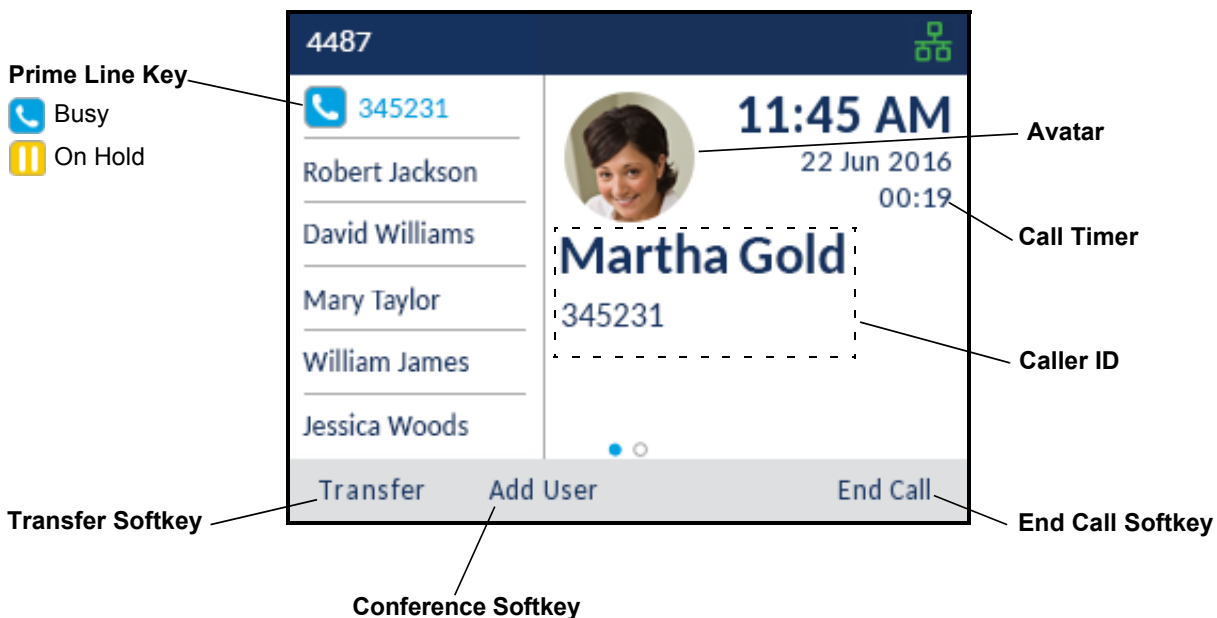 4487
Prime Line Key
Busy
On Hold
345231
Robert Jackson
David Williams
Mary Taylor
William James
Jessica Woods
11:45 AM
22 Jun 2016
00:19
Martha Gold
345231
Avatar
Call Timer
Caller ID
Transfer
Add User
End Call
Transfer Softkey
End Call Softkey
Conference Softkey